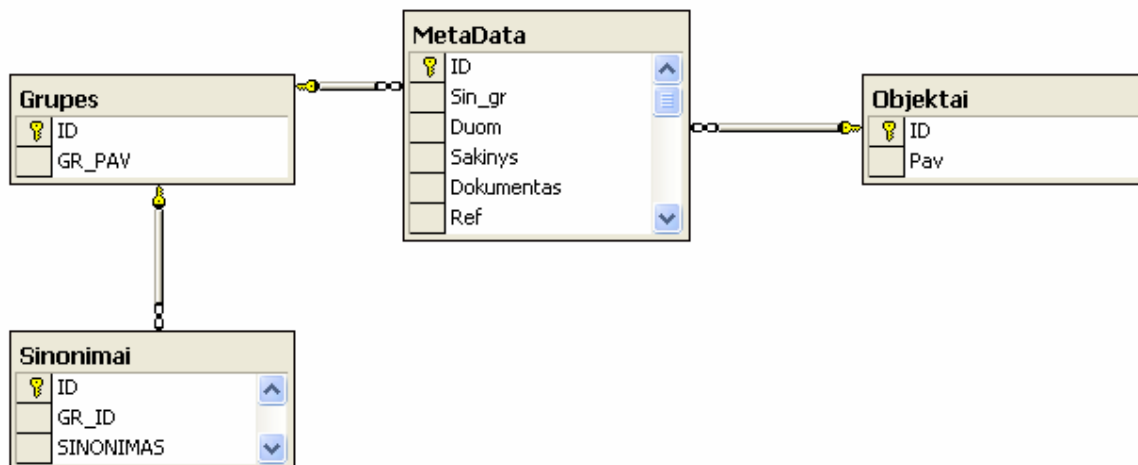 MetaData
ID
Sin_gr
Duom
Sakinys
Dokumentas
Ref
Grupes
ID
GR_PAV
Objektai
ID
Pav
Sinonimai
ID
GR_ID
SINONIMAS